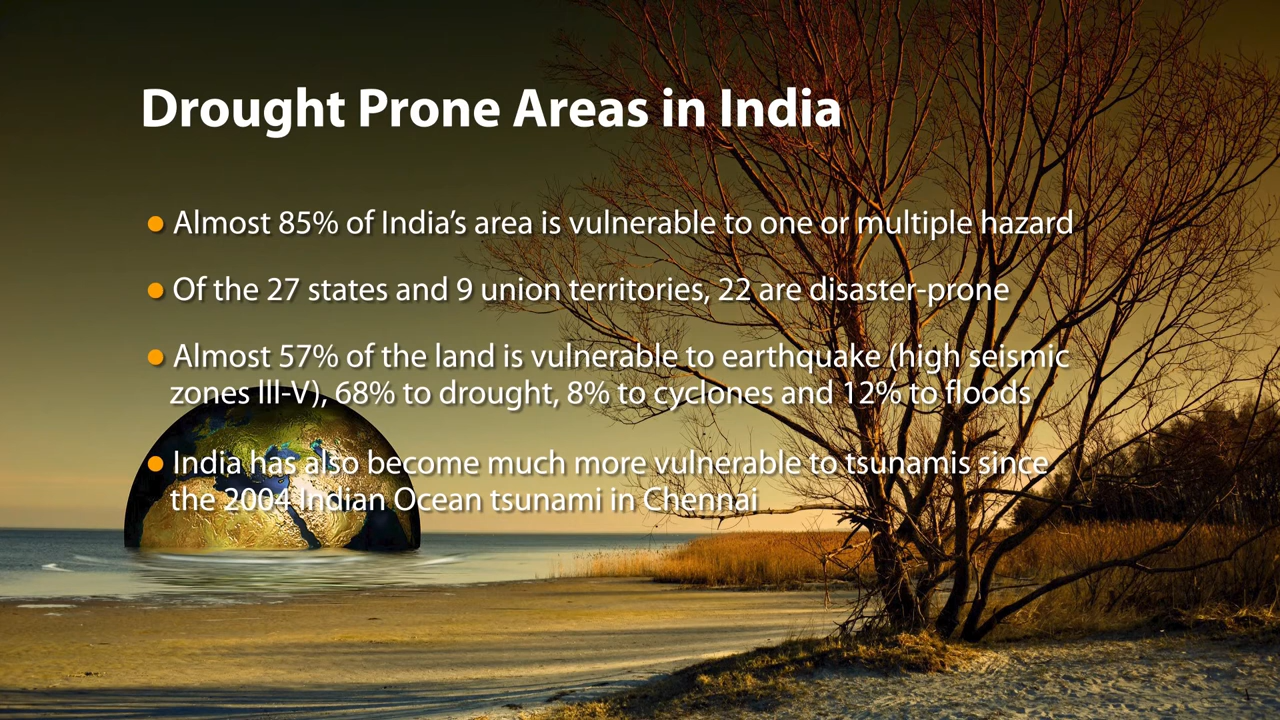 Drought Prone Areas in India
• Almost 85% of India's area is vulnerable to one or multiple hazard
• Of the 27 states and 9 union territories, 22 are disaster-prone
• Almost 57% of the land is vulnerable to earthquake (high seismic
zones lll-V), 68% to drought, 8% to cyclones and 12% to floods
• India has also become much more vulnerable to tsunamis since
the 2004 Indian Ocean tsunami in Chennai